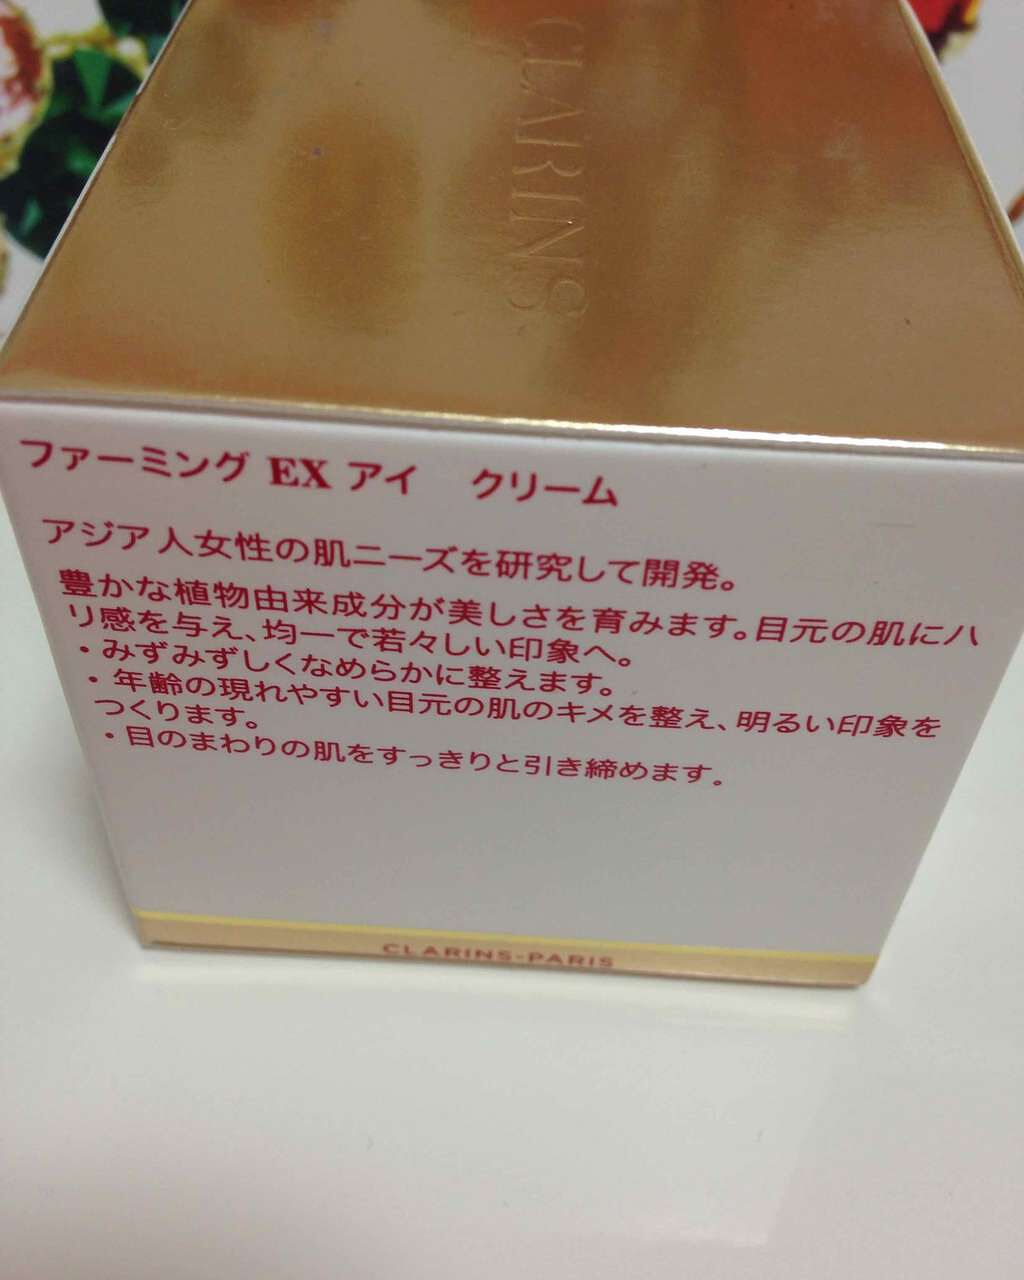 CLARINS
ファーミング EX アイ クリーム
アジア人女性の肌ニーズを研究して開発。
豊かな植物由来成分が美しさを育みます。目元の肌にハ
リ感を与え、均一で若々しい印象へ。
・みずみずしくなめらかに整えます。
・年齢の現れやすい目元の肌のキメを整え、明るい印象を
つくります。
・目のまわりの肌をすっきりと引き締めます。
CLARINS-PARIS